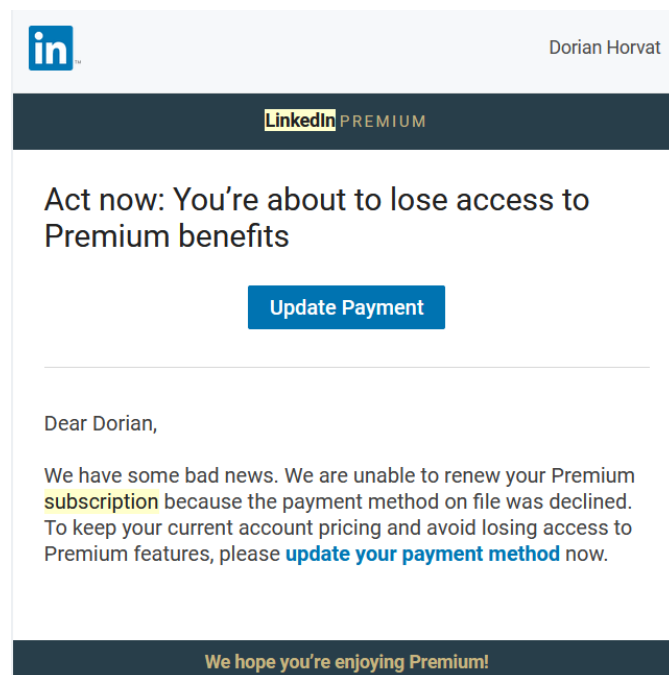 in™
Dorian Horvat
LinkedIn PREMIUM
Act now: You’re about to lose access to
Premium benefits
Update Payment
Dear Dorian,
We have some bad news. We are unable to renew your Premium
subscription because the payment method on file was declined.
To keep your current account pricing and avoid losing access to
Premium features, please update your payment method now.
We hope you’re enjoying Premium!